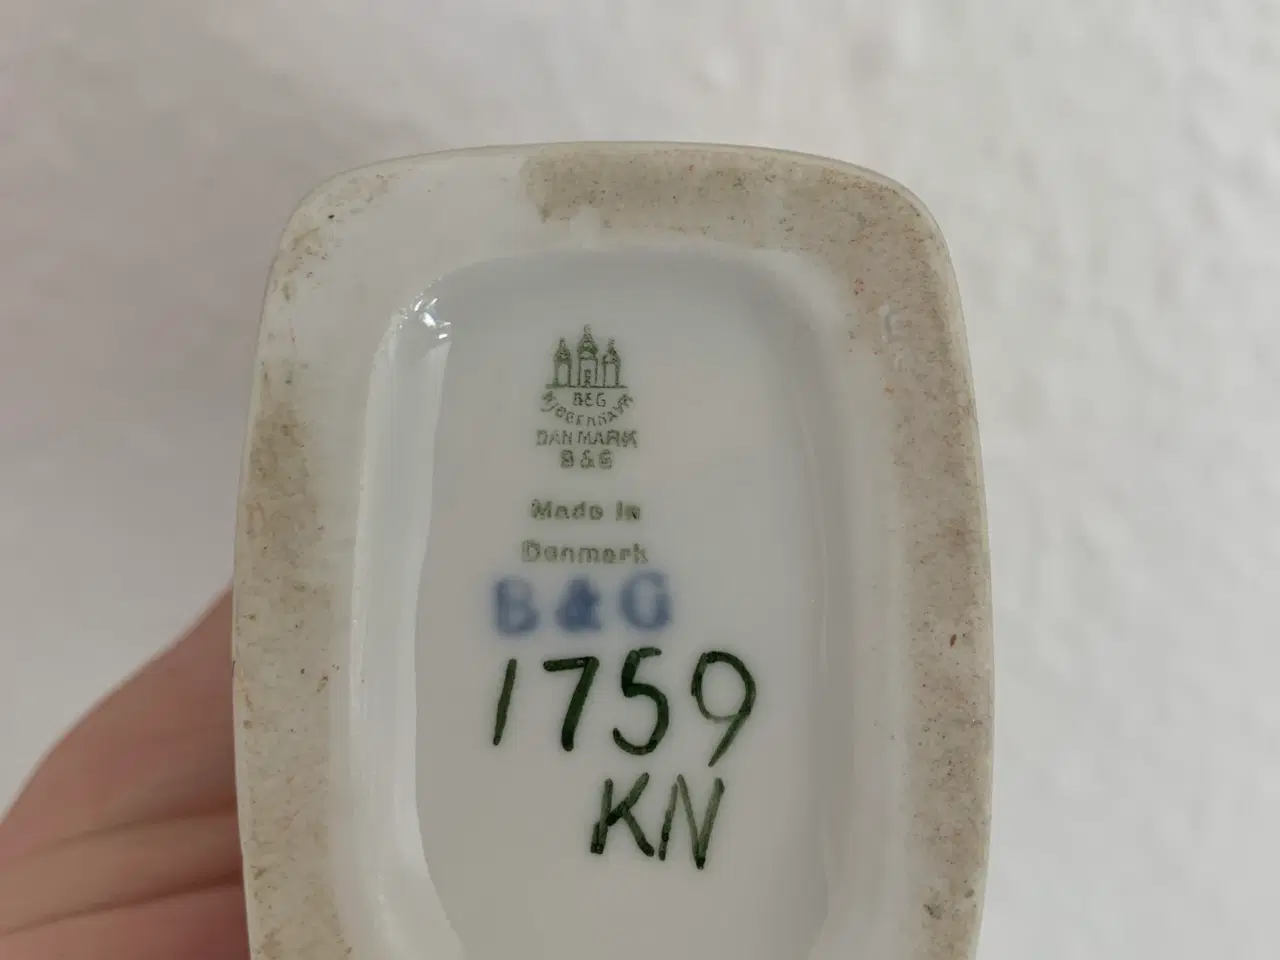 B&G
KJØBENHAVN
DANMARK
B&G
Made in
Denmark
B&G
1759
KN